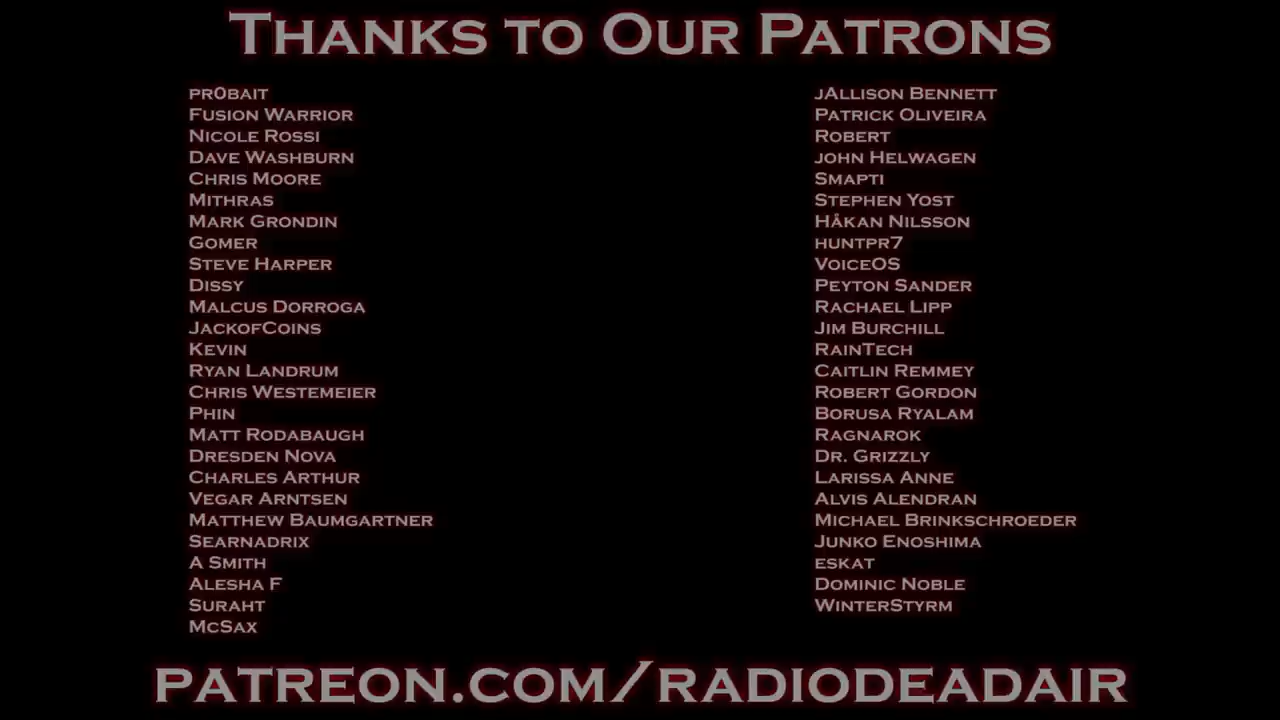 Thanks to Our Patrons
pr0bait
Fusion Warrior
Nicole Rossi
Dave Washburn
Chris Moore
Mithras
Mark Grondin
Gomer
Steve Harper
Dissy
Malcus Dorroga
JackofCoins
Kevin
Ryan Landrum
Chris Westemeier
Phin
Matt Rodabaugh
Dresden Nova
Charles Arthur
Vegar Arntsen
Matthew Baumgartner
Searnadrix
A Smith
Alesha F
Suraht
McSax
jAllison Bennett
Patrick Oliveira
Robert
john Helwagen
Smapti
Stephen Yost
Håkan Nilsson
huntpr7
VoiceOS
Peyton Sander
Rachael Lipp
Jim Burchill
RainTech
Caitlin Remmey
Robert Gordon
Borusa Ryalam
Ragnarok
Dr. Grizzly
Larissa Anne
Alvis Alendran
Michael Brinkschroeder
Junko Enoshima
eskat
Dominic Noble
WinterStyrm
patreon.com/radiodeadair